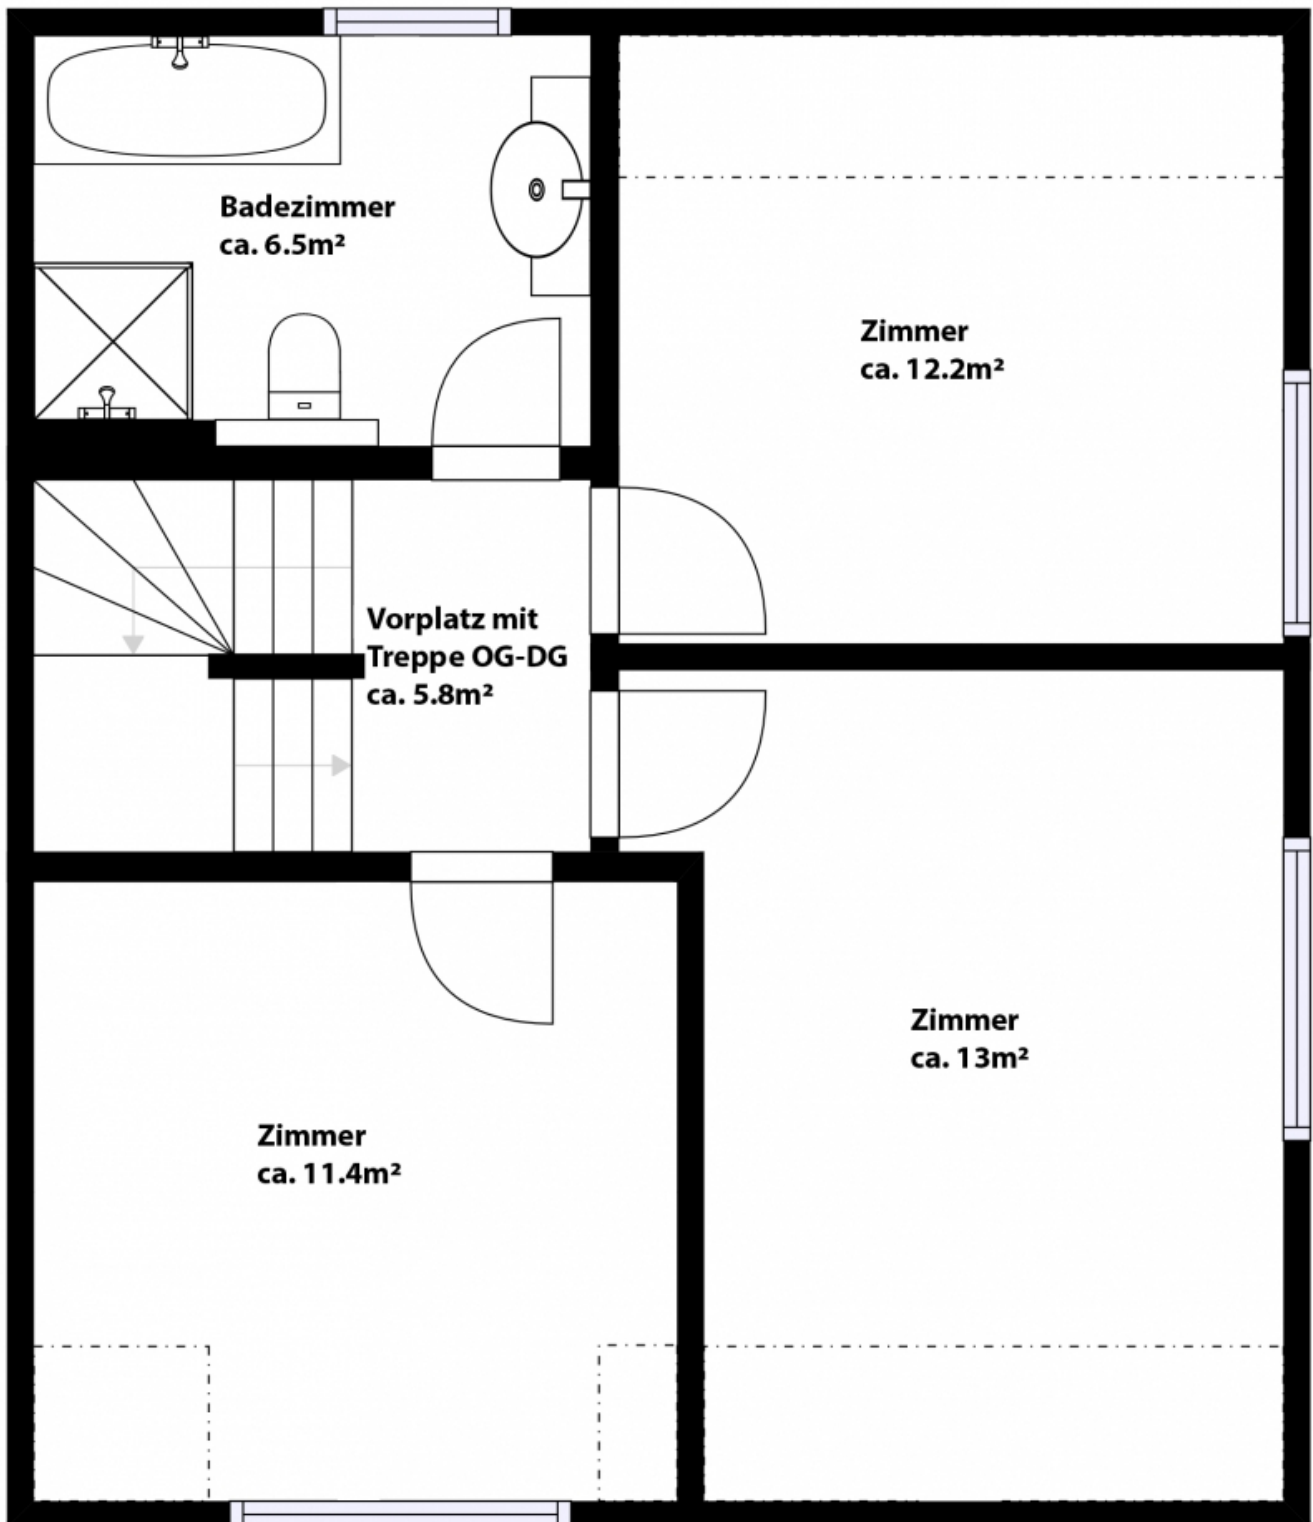 Badezimmer
ca. 6.5m²
Zimmer
ca. 12.2m²
Vorplatz mit
Treppe OG-DG
ca. 5.8m²
Zimmer
ca. 13m²
Zimmer
ca. 11.4m²